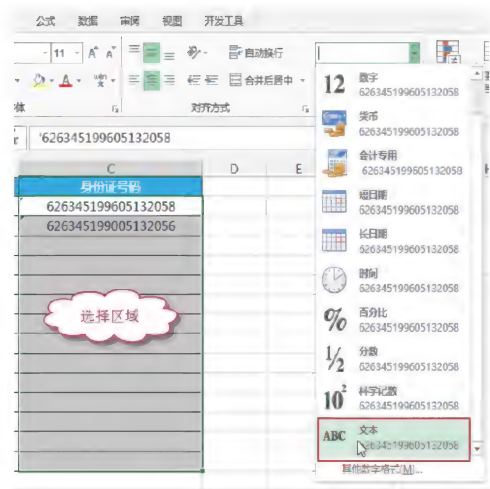 公式 数据 审阅 视图 开发工具
11 A A 自动换行
A 合并后居中
体 对齐方式
'626345199605132058
C D E
身份证号码
626345199605132058
626345199005132056
选择区域
12 数字
626345199605132058
货币
626345199605132058
会计专用
626345199605132058
短日期
626345199605132058
长日期
626345199605132058
时间
626345199605132058
% 百分比
626345199605132058
1/2 分数
626345199605132058
10² 科学记数
626345199605132058
ABC 文本
626345199605132058
其他数字格式(M)...